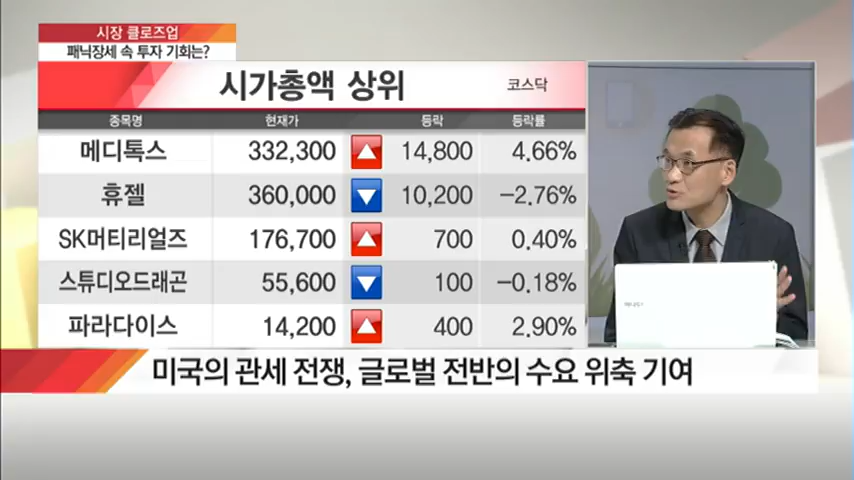 시장 클로즈업
패닉장세 속 투자 기회는?
시가총액 상위 코스닥
종목명 현재가 등락 등락률
메디톡스 332,300 ▲ 14,800 4.66%
휴젤 360,000 ▼ 10,200 -2.76%
SK머티리얼즈 176,700 ▲ 700 0.40%
스튜디오드래곤 55,600 ▼ 100 -0.18%
파라다이스 14,200 ▲ 400 2.90%
미국의 관세 전쟁, 글로벌 전반의 수요 위축 기여